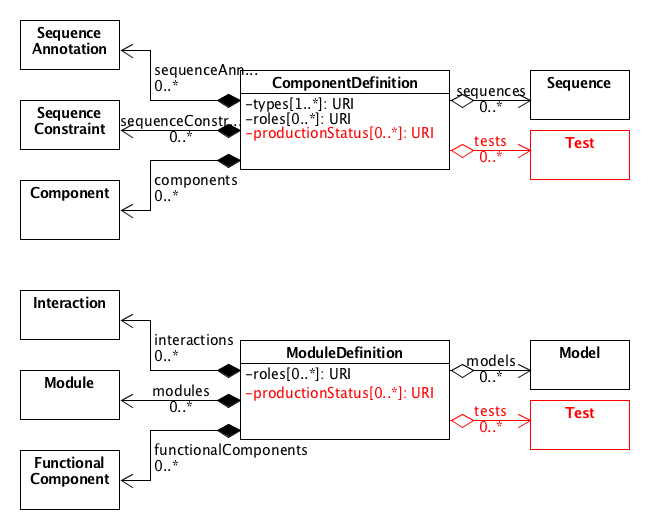 Sequence
Annotation
sequenceAnn...
0..*
ComponentDefinition
-types[1..*]: URI
-roles[0..*]: URI
-productionStatus[0..*]: URI
sequences
0..*
Sequence
Sequence
Constraint
sequenceConstr...
0..*
tests
0..*
Test
Component
components
0..*
Interaction
interactions
0..*
ModuleDefinition
-roles[0..*]: URI
-productionStatus[0..*]: URI
models
0..*
Model
Module
modules
0..*
tests
0..*
Test
Functional
Component
functionalComponents
0..*